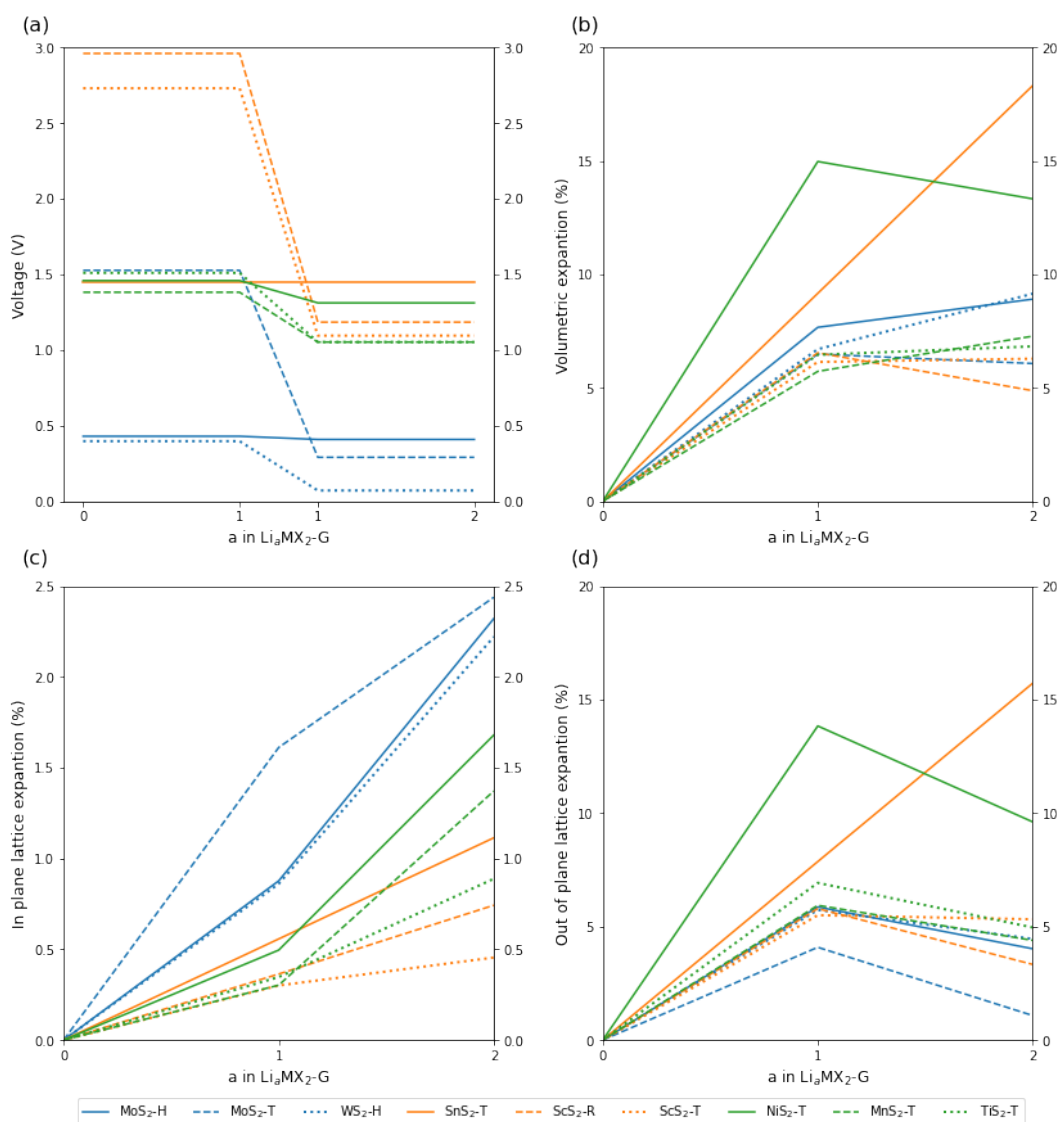 (a)
3.0
2.5
2.0
1.5
1.0
0.5
0.0
Voltage (V)
3.0
2.5
2.0
1.5
1.0
0.5
0.0
0 1 1 2
a in LiₐMX₂-G
(b)
20
15
10
5
0
Volumetric expantion (%)
20
15
10
5
0
0 1 2
a in LiₐMX₂-G
(c)
2.5
2.0
1.5
1.0
0.5
0.0
In plane lattice expantion (%)
2.5
2.0
1.5
1.0
0.5
0.0
0 1 2
a in LiₐMX₂-G
(d)
20
15
10
5
0
Out of plane lattice expantion (%)
20
15
10
5
0
0 1 2
a in LiₐMX₂-G
MoS₂-H MoS₂-T WS₂-H SnS₂-T ScS₂-R ScS₂-T NiS₂-T MnS₂-T TiS₂-T